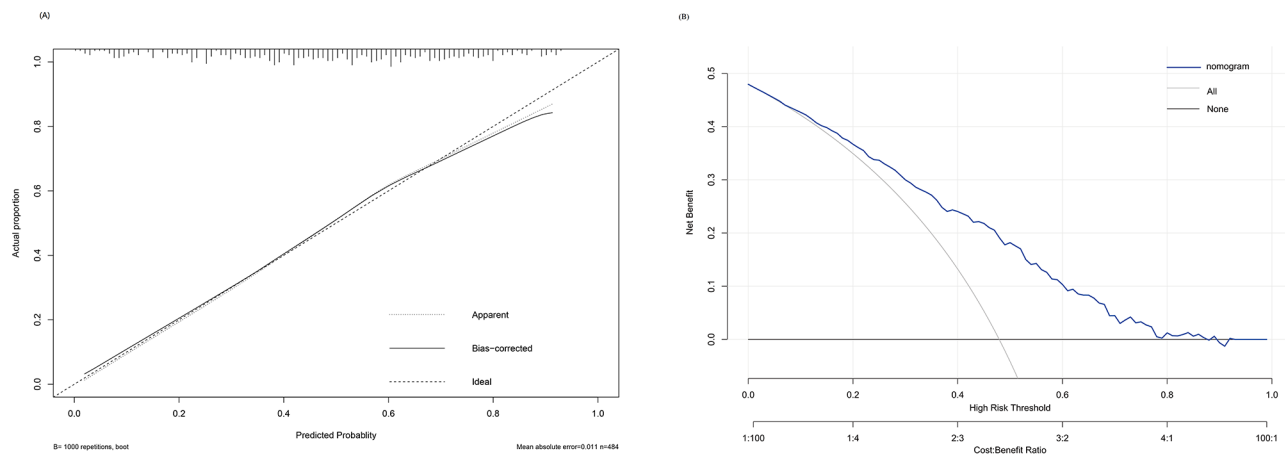 (A)
Actual proportion
0.0
0.2
0.4
0.6
0.8
1.0
Apparent
Bias−corrected
Ideal
0.0 0.2 0.4 0.6 0.8 1.0
Predicted Probablity
B= 1000 repetitions, boot
Mean absolute error=0.011 n=484
(B)
Net Benefit
0.5
0.4
0.3
0.2
0.1
0.0
nomogram
All
None
0.0 0.2 0.4 0.6 0.8 1.0
High Risk Threshold
1:100 1:4 2:3 3:2 4:1 100:1
Cost:Benefit Ratio